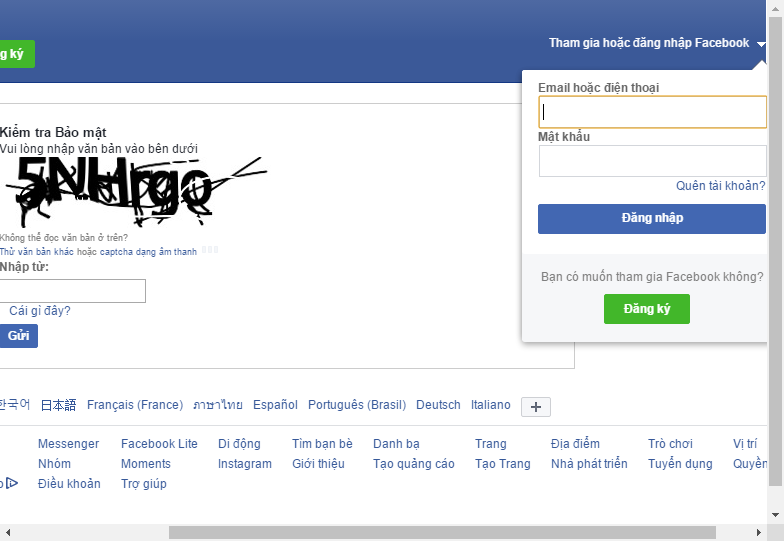 g ký
Tham gia hoặc đăng nhập Facebook
Email hoặc điện thoại
Mật khẩu
Quên tài khoản?
Đăng nhập
Bạn có muốn tham gia Facebook không?
Đăng ký
Kiểm tra Bảo mật
Vui lòng nhập văn bản vào bên dưới
Không thể đọc văn bản ở trên?
Thử văn bản khác hoặc captcha dạng âm thanh
Nhập từ:
Cái gì đây?
Gửi
한국어 日本語 Français (France) ภาษาไทย Español Português (Brasil) Deutsch Italiano
Messenger Facebook Lite Di động Tìm bạn bè Danh bạ Trang Địa điểm Trò chơi Vị trí
Nhóm Moments Instagram Giới thiệu Tạo quảng cáo Tạo Trang Nhà phát triển Tuyển dụng Quyền
Điều khoản Trợ giúp